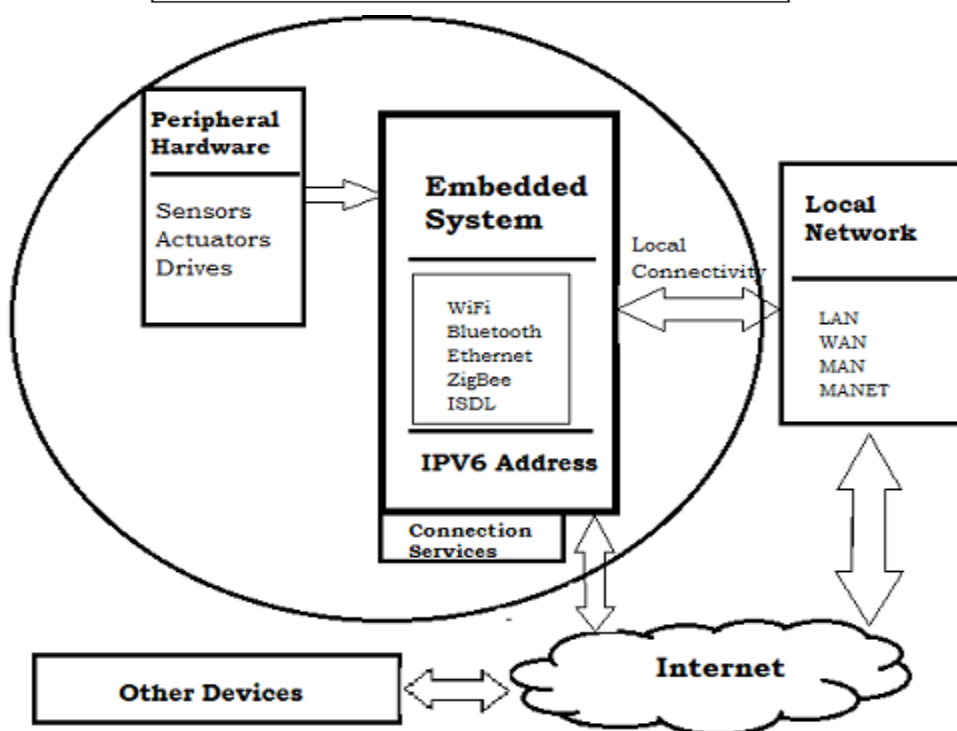 Peripheral
Hardware
Sensors
Actuators
Drives
Embedded
System
WiFi
Bluetooth
Ethernet
ZigBee
ISDL
IPV6 Address
Connection
Services
Local
Connectivity
Local
Network
LAN
WAN
MAN
MANET
Internet
Other Devices